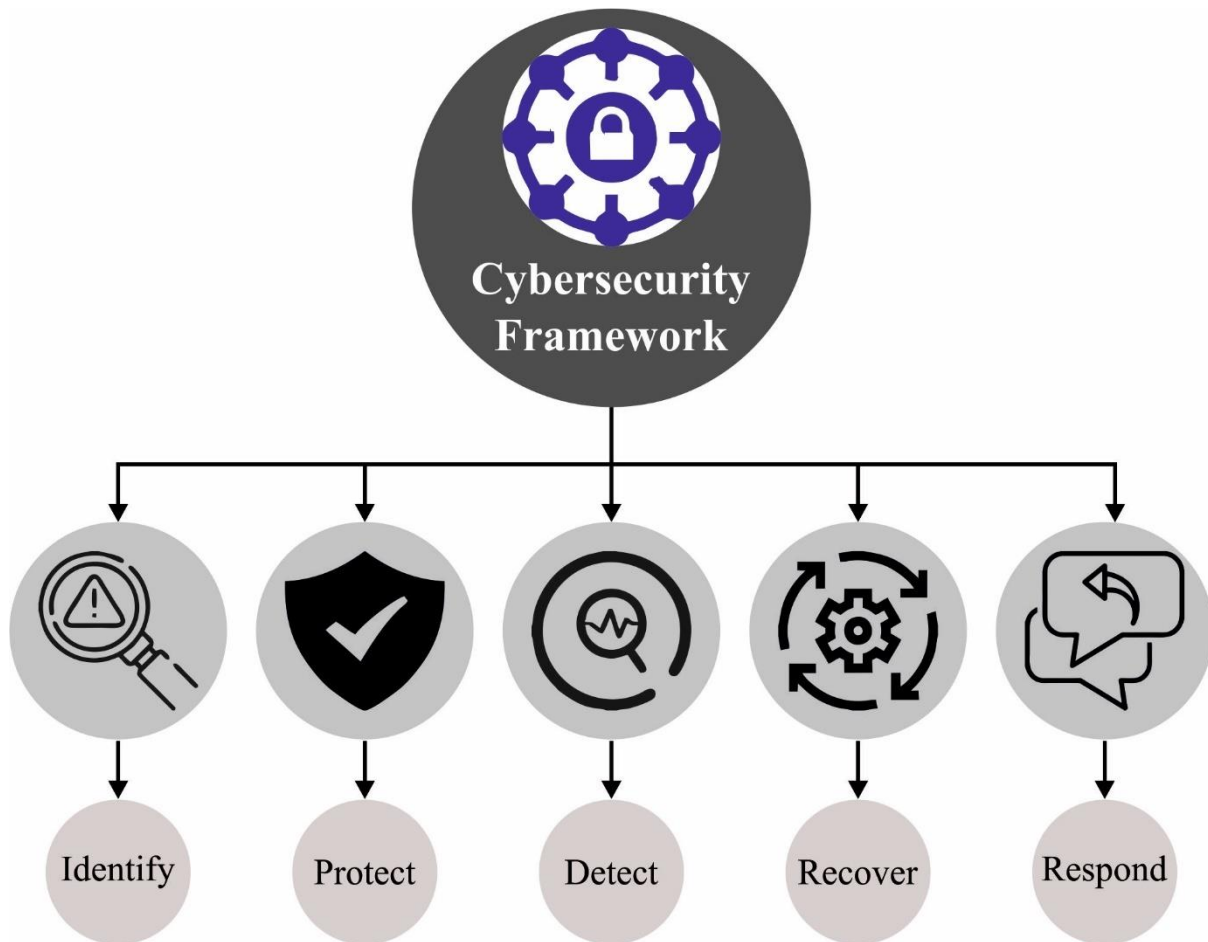 Cybersecurity
Framework
Identify
Protect
Detect
Recover
Respond